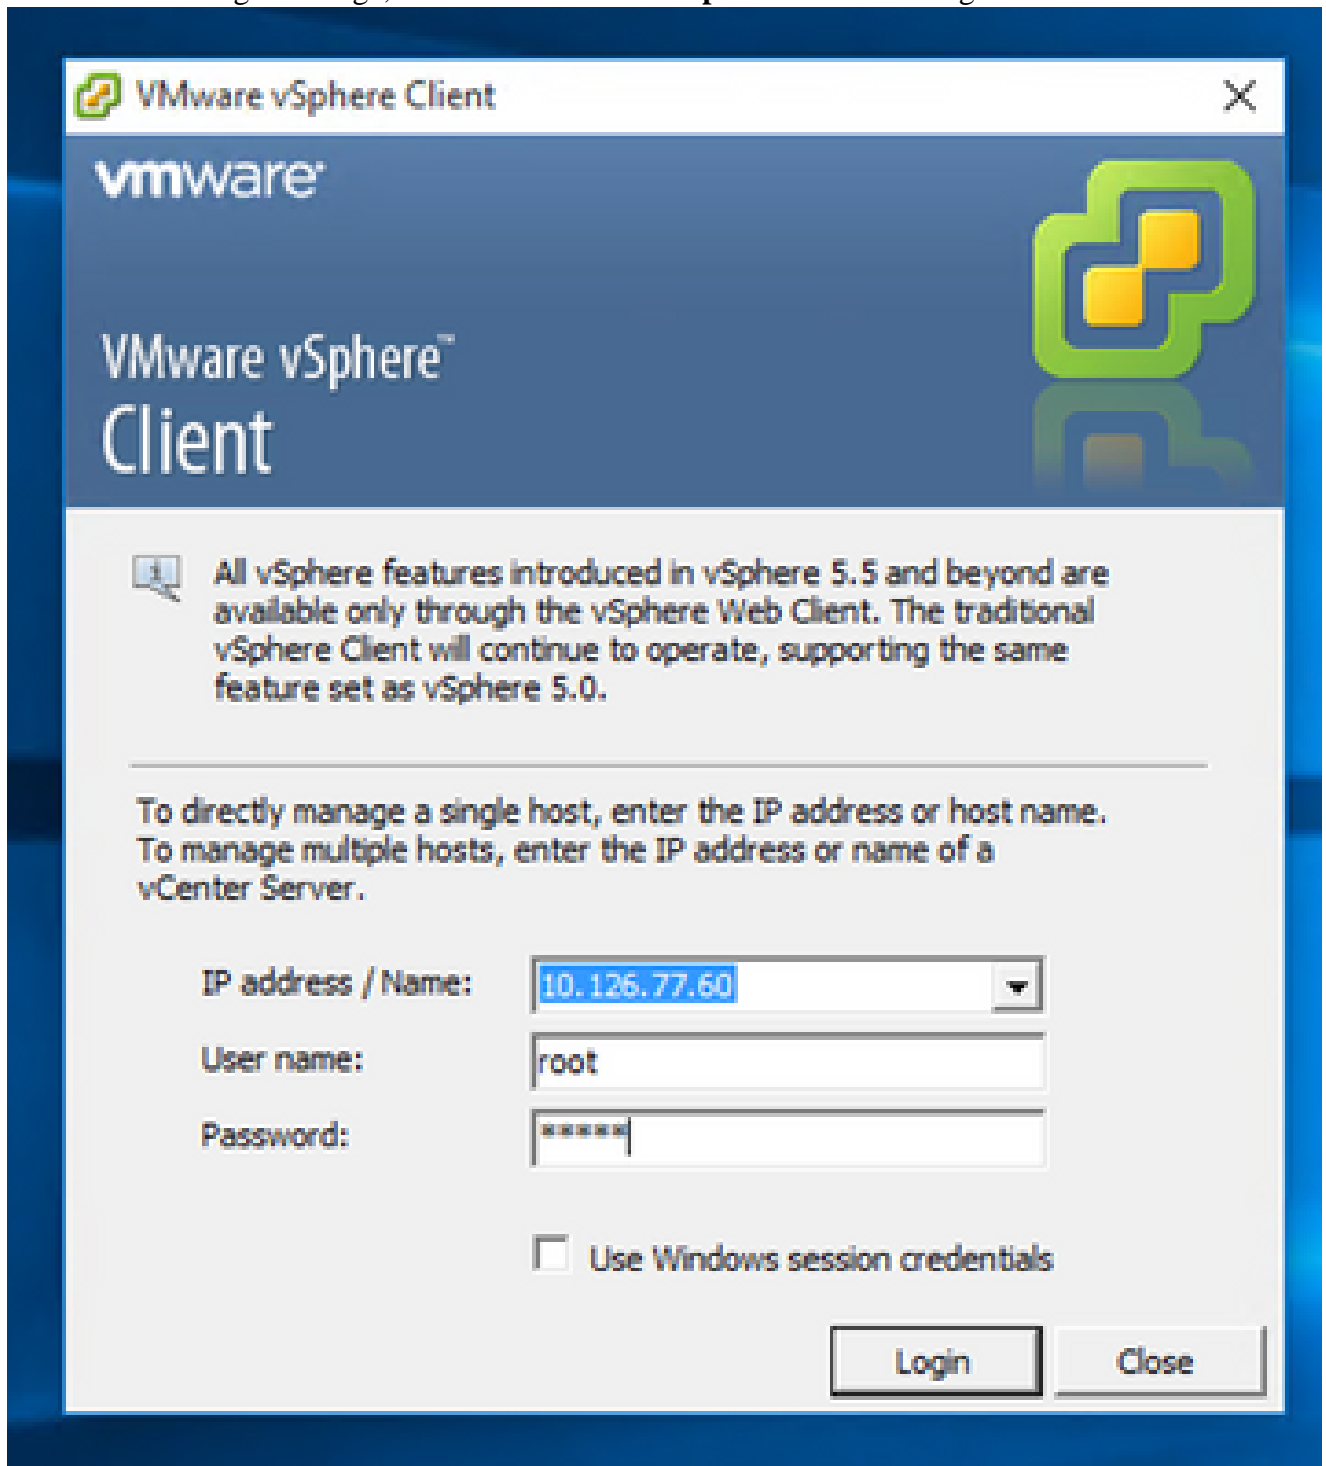 VMware vSphere Client
vmware
VMware vSphere™
Client
All vSphere features introduced in vSphere 5.5 and beyond are
available only through the vSphere Web Client. The traditional
vSphere Client will continue to operate, supporting the same
feature set as vSphere 5.0.
To directly manage a single host, enter the IP address or host name.
To manage multiple hosts, enter the IP address or name of a
vCenter Server.
IP address / Name: 10.126.77.60
User name: root
Password: *****
Use Windows session credentials
Login Close